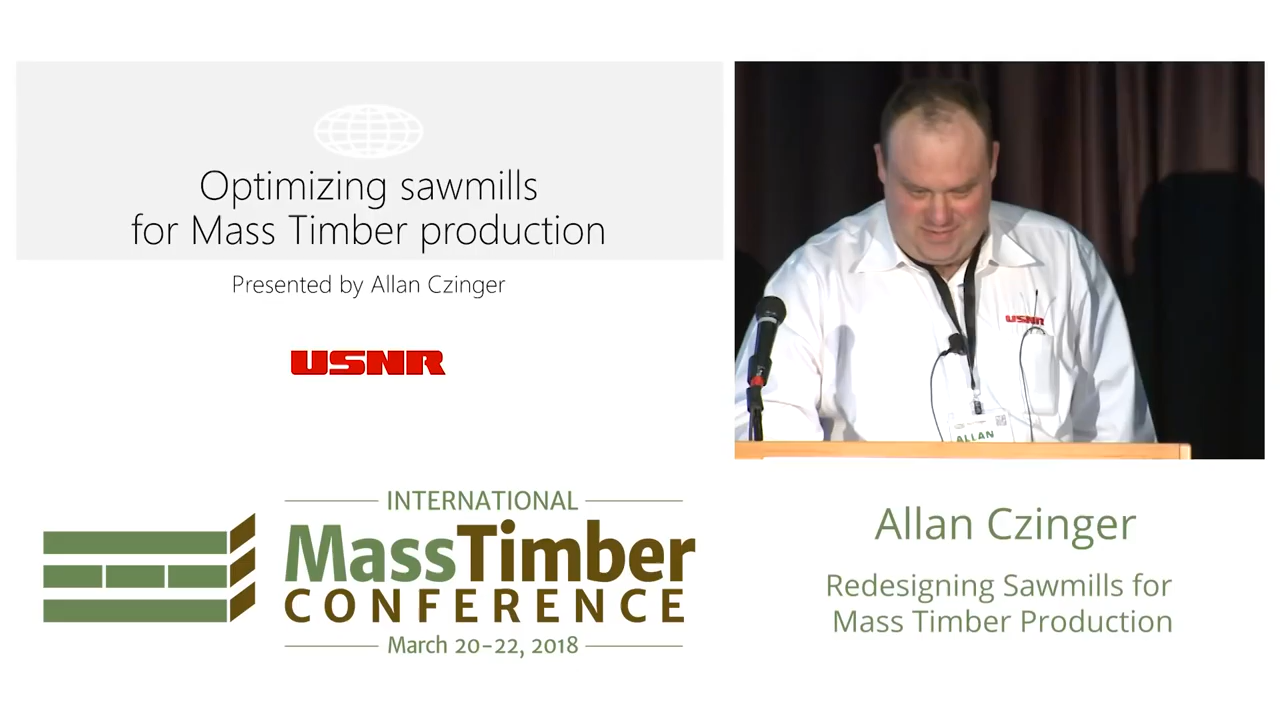 Optimizing sawmills
for Mass Timber production
Presented by Allan Czinger
USNR
USNR
ALLAN
INTERNATIONAL
MassTimber
CONFERENCE
March 20-22, 2018
Allan Czinger
Redesigning Sawmills for
Mass Timber Production